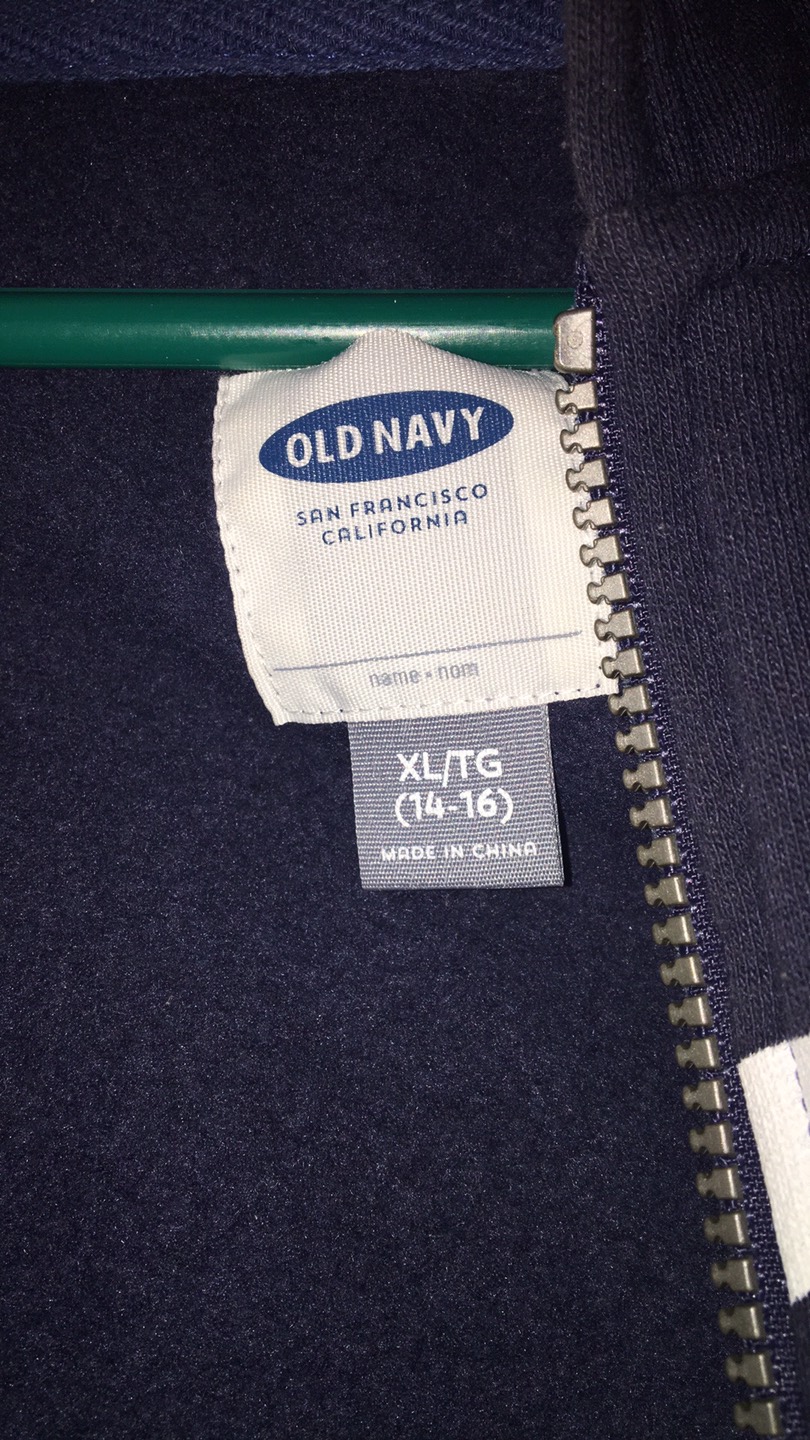 OLD NAVY
SAN FRANCISCO
CALIFORNIA
name • nom
XL/TG
(14-16)
MADE IN CHINA